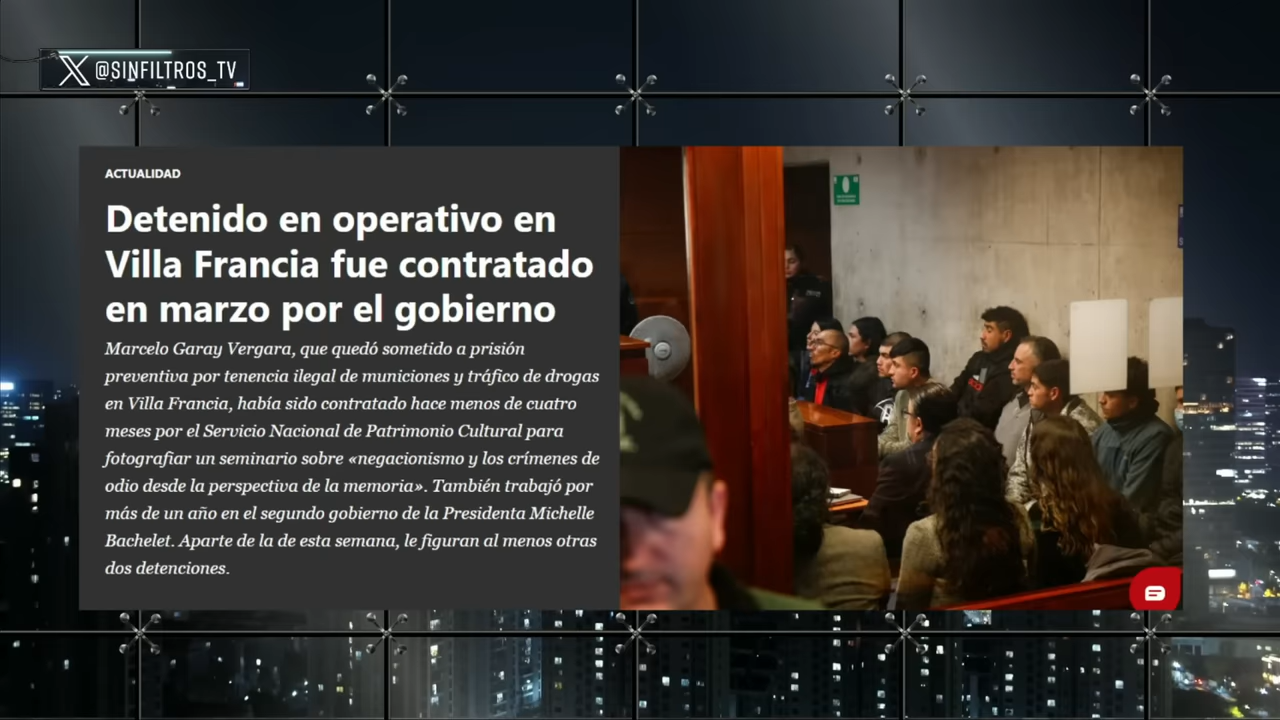 @SINFILTROS_TV
ACTUALIDAD
Detenido en operativo en
Villa Francia fue contratado
en marzo por el gobierno
Marcelo Garay Vergara, que quedó sometido a prisión
preventiva por tenencia ilegal de municiones y tráfico de drogas
en Villa Francia, había sido contratado hace menos de cuatro
meses por el Servicio Nacional de Patrimonio Cultural para
fotografiar un seminario sobre «negacionismo y los crímenes de
odio desde la perspectiva de la memoria». También trabajó por
más de un año en el segundo gobierno de la Presidenta Michelle
Bachelet. Aparte de la de esta semana, le figuran al menos otras
dos detenciones.